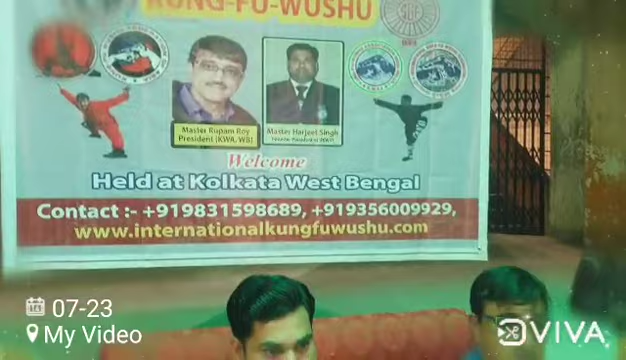 KUNG-FU-WUSHU
Master Rupam Roy
President (KWA, WB)
Master Harjeet Singh
Welcome
Held at Kolkata West Bengal
Contact :- +919831598689, +919356009929,
www.internationalkungfuwushu.com
07-23
My Video
VIVA